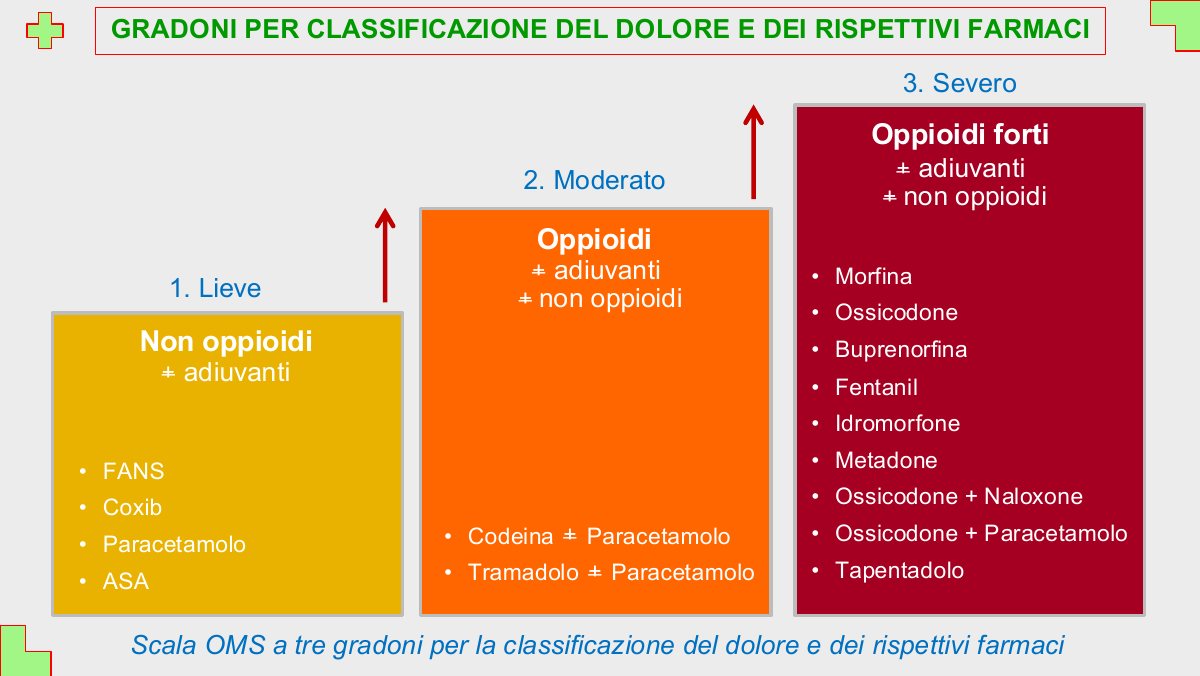 GRADONI PER CLASSIFICAZIONE DEL DOLORE E DEI RISPETTIVI FARMACI
1. Lieve
Non oppioidi
± adiuvanti
• FANS
• Coxib
• Paracetamolo
• ASA
2. Moderato
Oppioidi
± adiuvanti
± non oppioidi
• Codeina ± Paracetamolo
• Tramadolo ± Paracetamolo
3. Severo
Oppioidi forti
± adiuvanti
± non oppioidi
• Morfina
• Ossicodone
• Buprenorfina
• Fentanil
• Idromorfone
• Metadone
• Ossicodone + Naloxone
• Ossicodone + Paracetamolo
• Tapentadolo
Scala OMS a tre gradoni per la classificazione del dolore e dei rispettivi farmaci